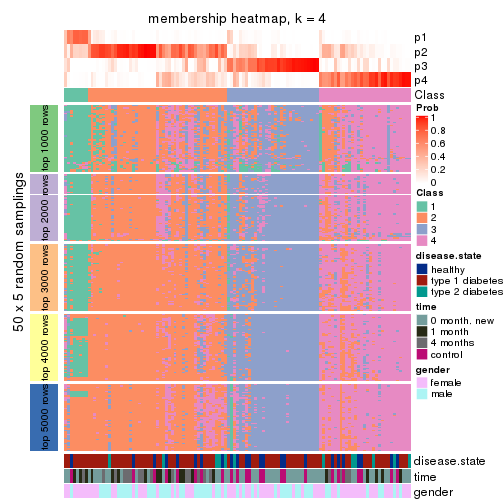 membership heatmap, k = 4
p1
p2
p3
p4
Class
50 x 5 random samplings
top 1000 rows
top 2000 rows
top 3000 rows
top 4000 rows
top 5000 rows
disease.state
time
gender
Prob
1
0.8
0.6
0.4
0.2
0
Class
1
2
3
4
disease.state
healthy
type 1 diabetes
type 2 diabetes
time
0 month. new
1 month
4 months
control
gender
female
male